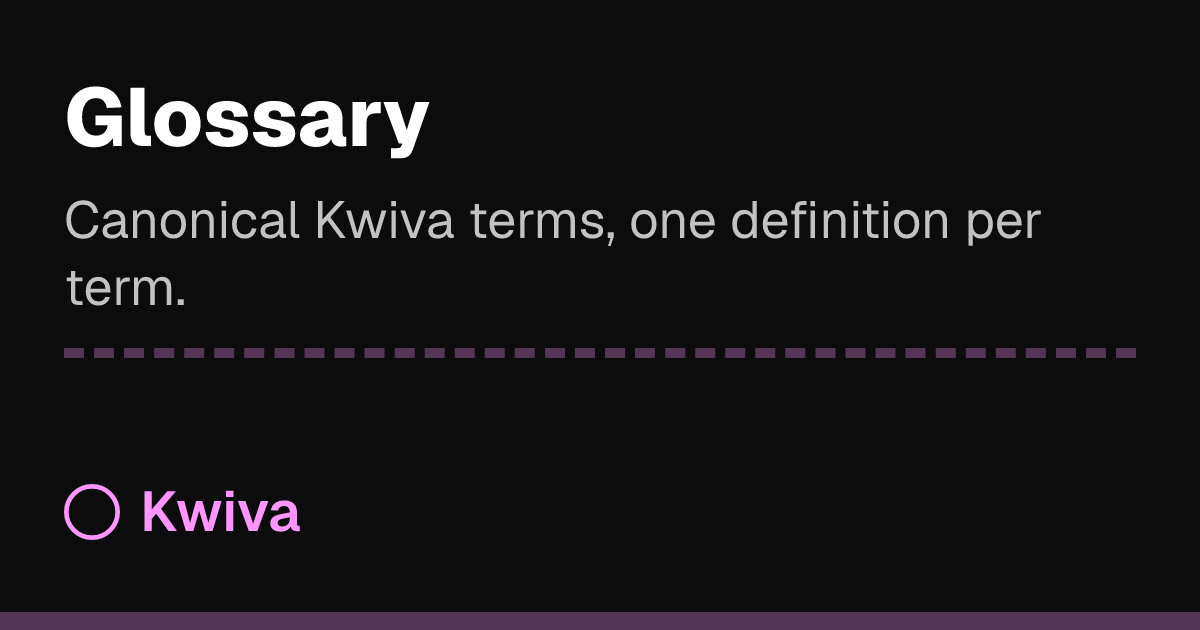 Glossary
Canonical Kwiva terms, one definition per
term.
Kwiva